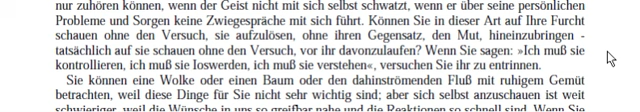 nur zuhören können, wenn der Geist nicht mit sich selbst schwatzt, wenn er über seine persönlichen
Probleme und Sorgen keine Zwiegespräche mit sich führt. Können Sie in dieser Art auf Ihre Furcht
schauen ohne den Versuch, sie aufzulösen, ohne ihren Gegensatz, den Mut, hineinzubringen -
tatsächlich auf sie schauen ohne den Versuch, vor ihr davonzulaufen? Wenn Sie sagen: »Ich muß sie
kontrollieren, ich muß sie Ioswerden, ich muß sie verstehen«, versuchen Sie ihr zu entrinnen.
Sie können eine Wolke oder einen Baum oder den dahinströmenden Fluß mit ruhigem Gemüt
betrachten, weil diese Dinge für Sie nicht sehr wichtig sind; aber sich selbst anzuschauen ist weit
schwieriger, weil die Wünsche in uns so greifbar nahe und die Reaktionen so schnell sind. Wenn Sie